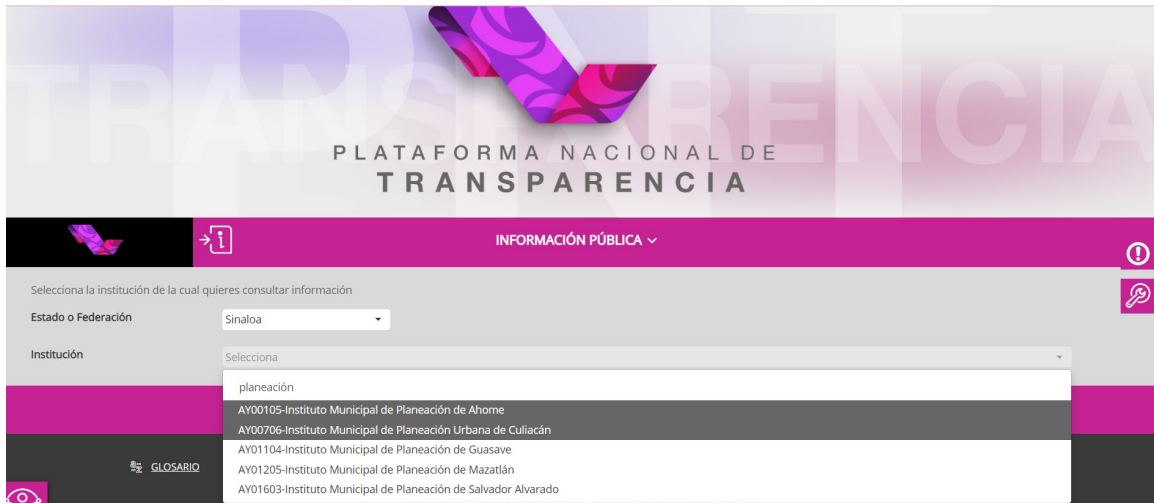 PNT
TRANSPARENCIA
PLATAFORMA NACIONAL DE
TRANSPARENCIA
INFORMACIÓN PÚBLICA
Selecciona la institución de la cual quieres consultar información
Estado o Federación
Sinaloa
Institución
Selecciona
planeación
AY00105-Instituto Municipal de Planeación de Ahome
AY00706-Instituto Municipal de Planeación Urbana de Culiacán
AY01104-Instituto Municipal de Planeación de Guasave
AY01205-Instituto Municipal de Planeación de Mazatlán
AY01603-Instituto Municipal de Planeación de Salvador Alvarado
GLOSARIO